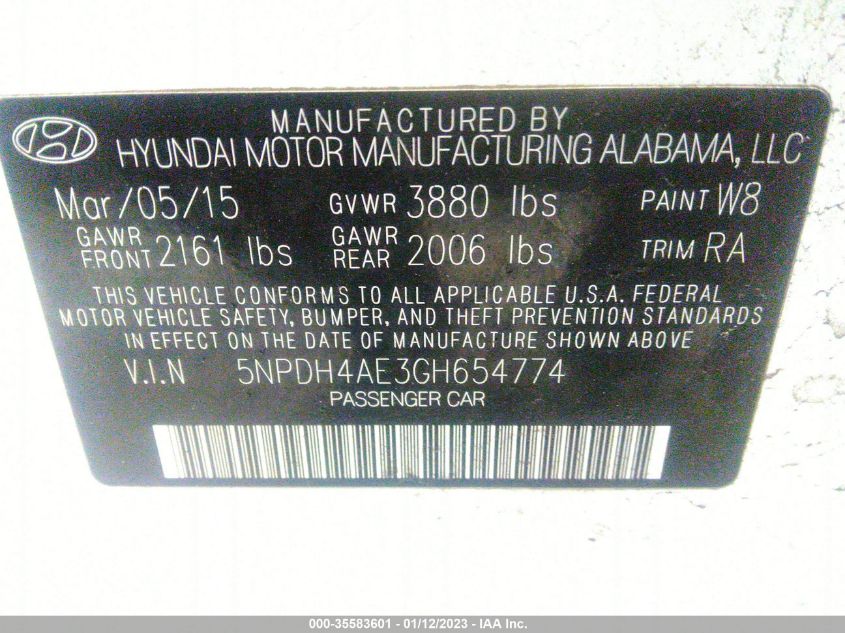 MANUFACTURED BY
HYUNDAI MOTOR MANUFACTURING ALABAMA, LLC
Mar/05/15 GVWR 3880 lbs PAINT W8
GAWR FRONT 2161 lbs GAWR REAR 2006 lbs TRIM RA
THIS VEHICLE CONFORMS TO ALL APPLICABLE U.S.A. FEDERAL
MOTOR VEHICLE SAFETY, BUMPER, AND THEFT PREVENTION STANDARDS
IN EFFECT ON THE DATE OF MANUFACTURE SHOWN ABOVE
V.I.N 5NPDH4AE3GH654774
PASSENGER CAR
000-35583601 - 01/12/2023 - IAA Inc.